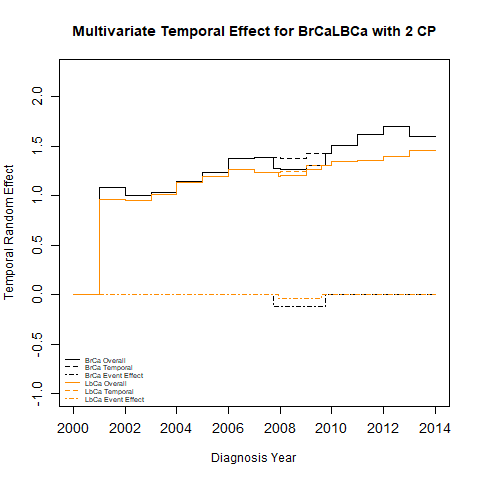 Multivariate Temporal Effect for BrCaLBCa with 2 CP
Temporal Random Effect
2.0
1.5
1.0
0.5
0.0
-0.5
-1.0
BrCa Overall
BrCa Temporal
BrCa Event Effect
LbCa Overall
LbCa Temporal
LbCa Event Effect
2000 2002 2004 2006 2008 2010 2012 2014
Diagnosis Year